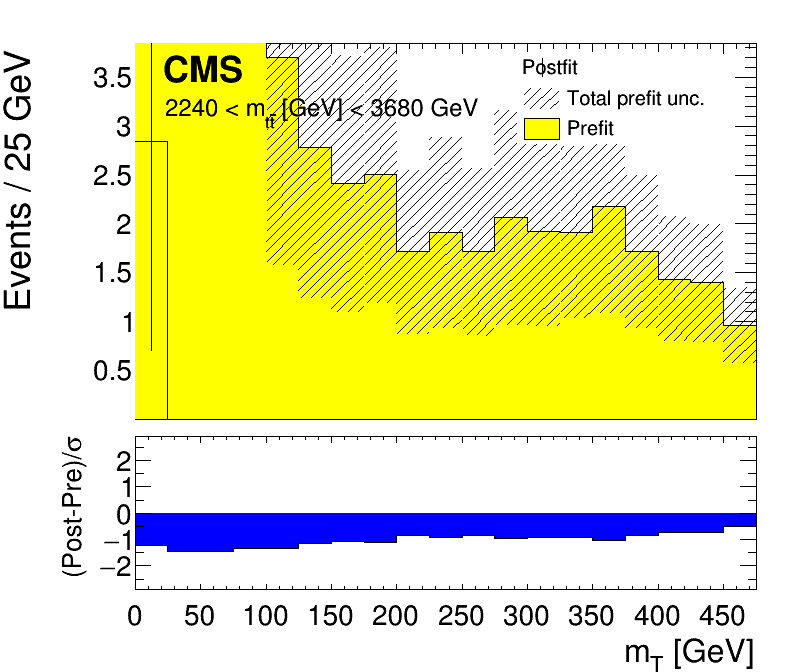 CMS
2240 < m_tt̄ [GeV] < 3680 GeV
Postfit
Total prefit unc.
Prefit
Events / 25 GeV
3.5
3
2.5
2
1.5
1
0.5
(Post-Pre)/σ
2
1
0
−1
−2
0 50 100 150 200 250 300 350 400 450
m_T [GeV]